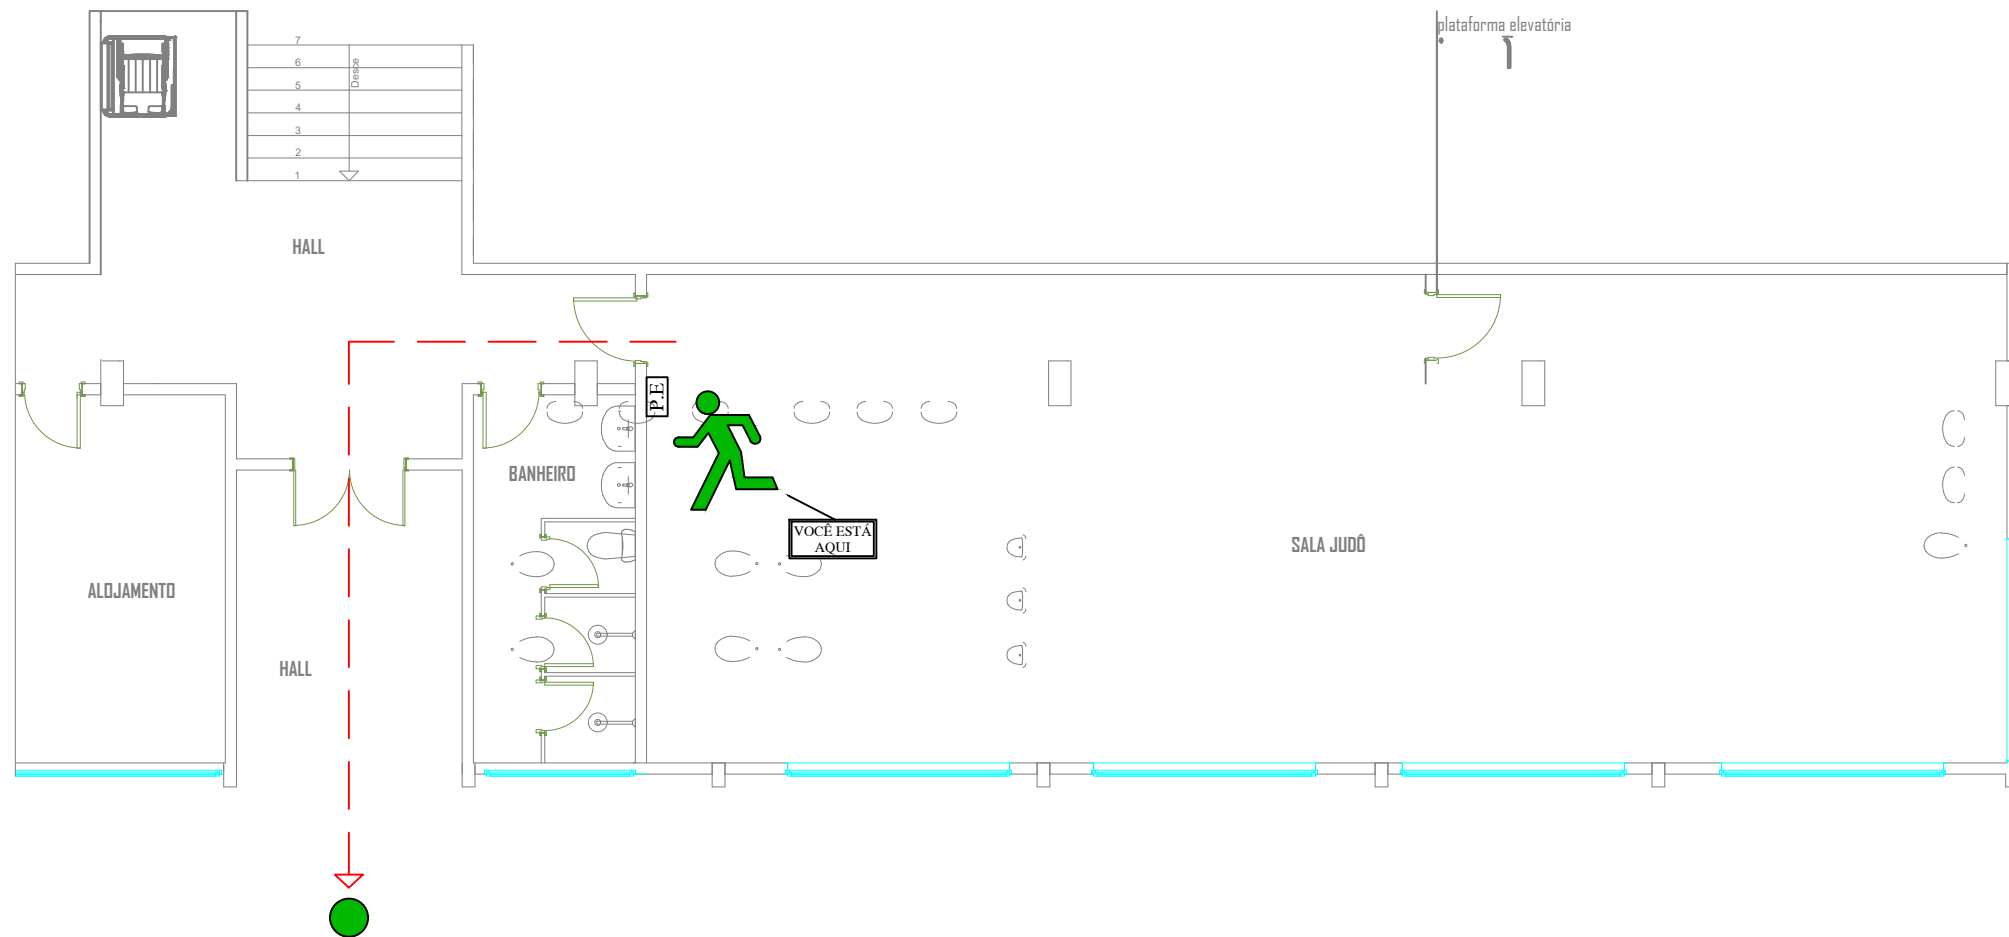 plataforma elevatória
7
6
5
4
3
2
1
Desce
HALL
P.E
BANHEIRO
VOCÊ ESTÁ
AQUI
SALA JUDÔ
ALOJAMENTO
HALL